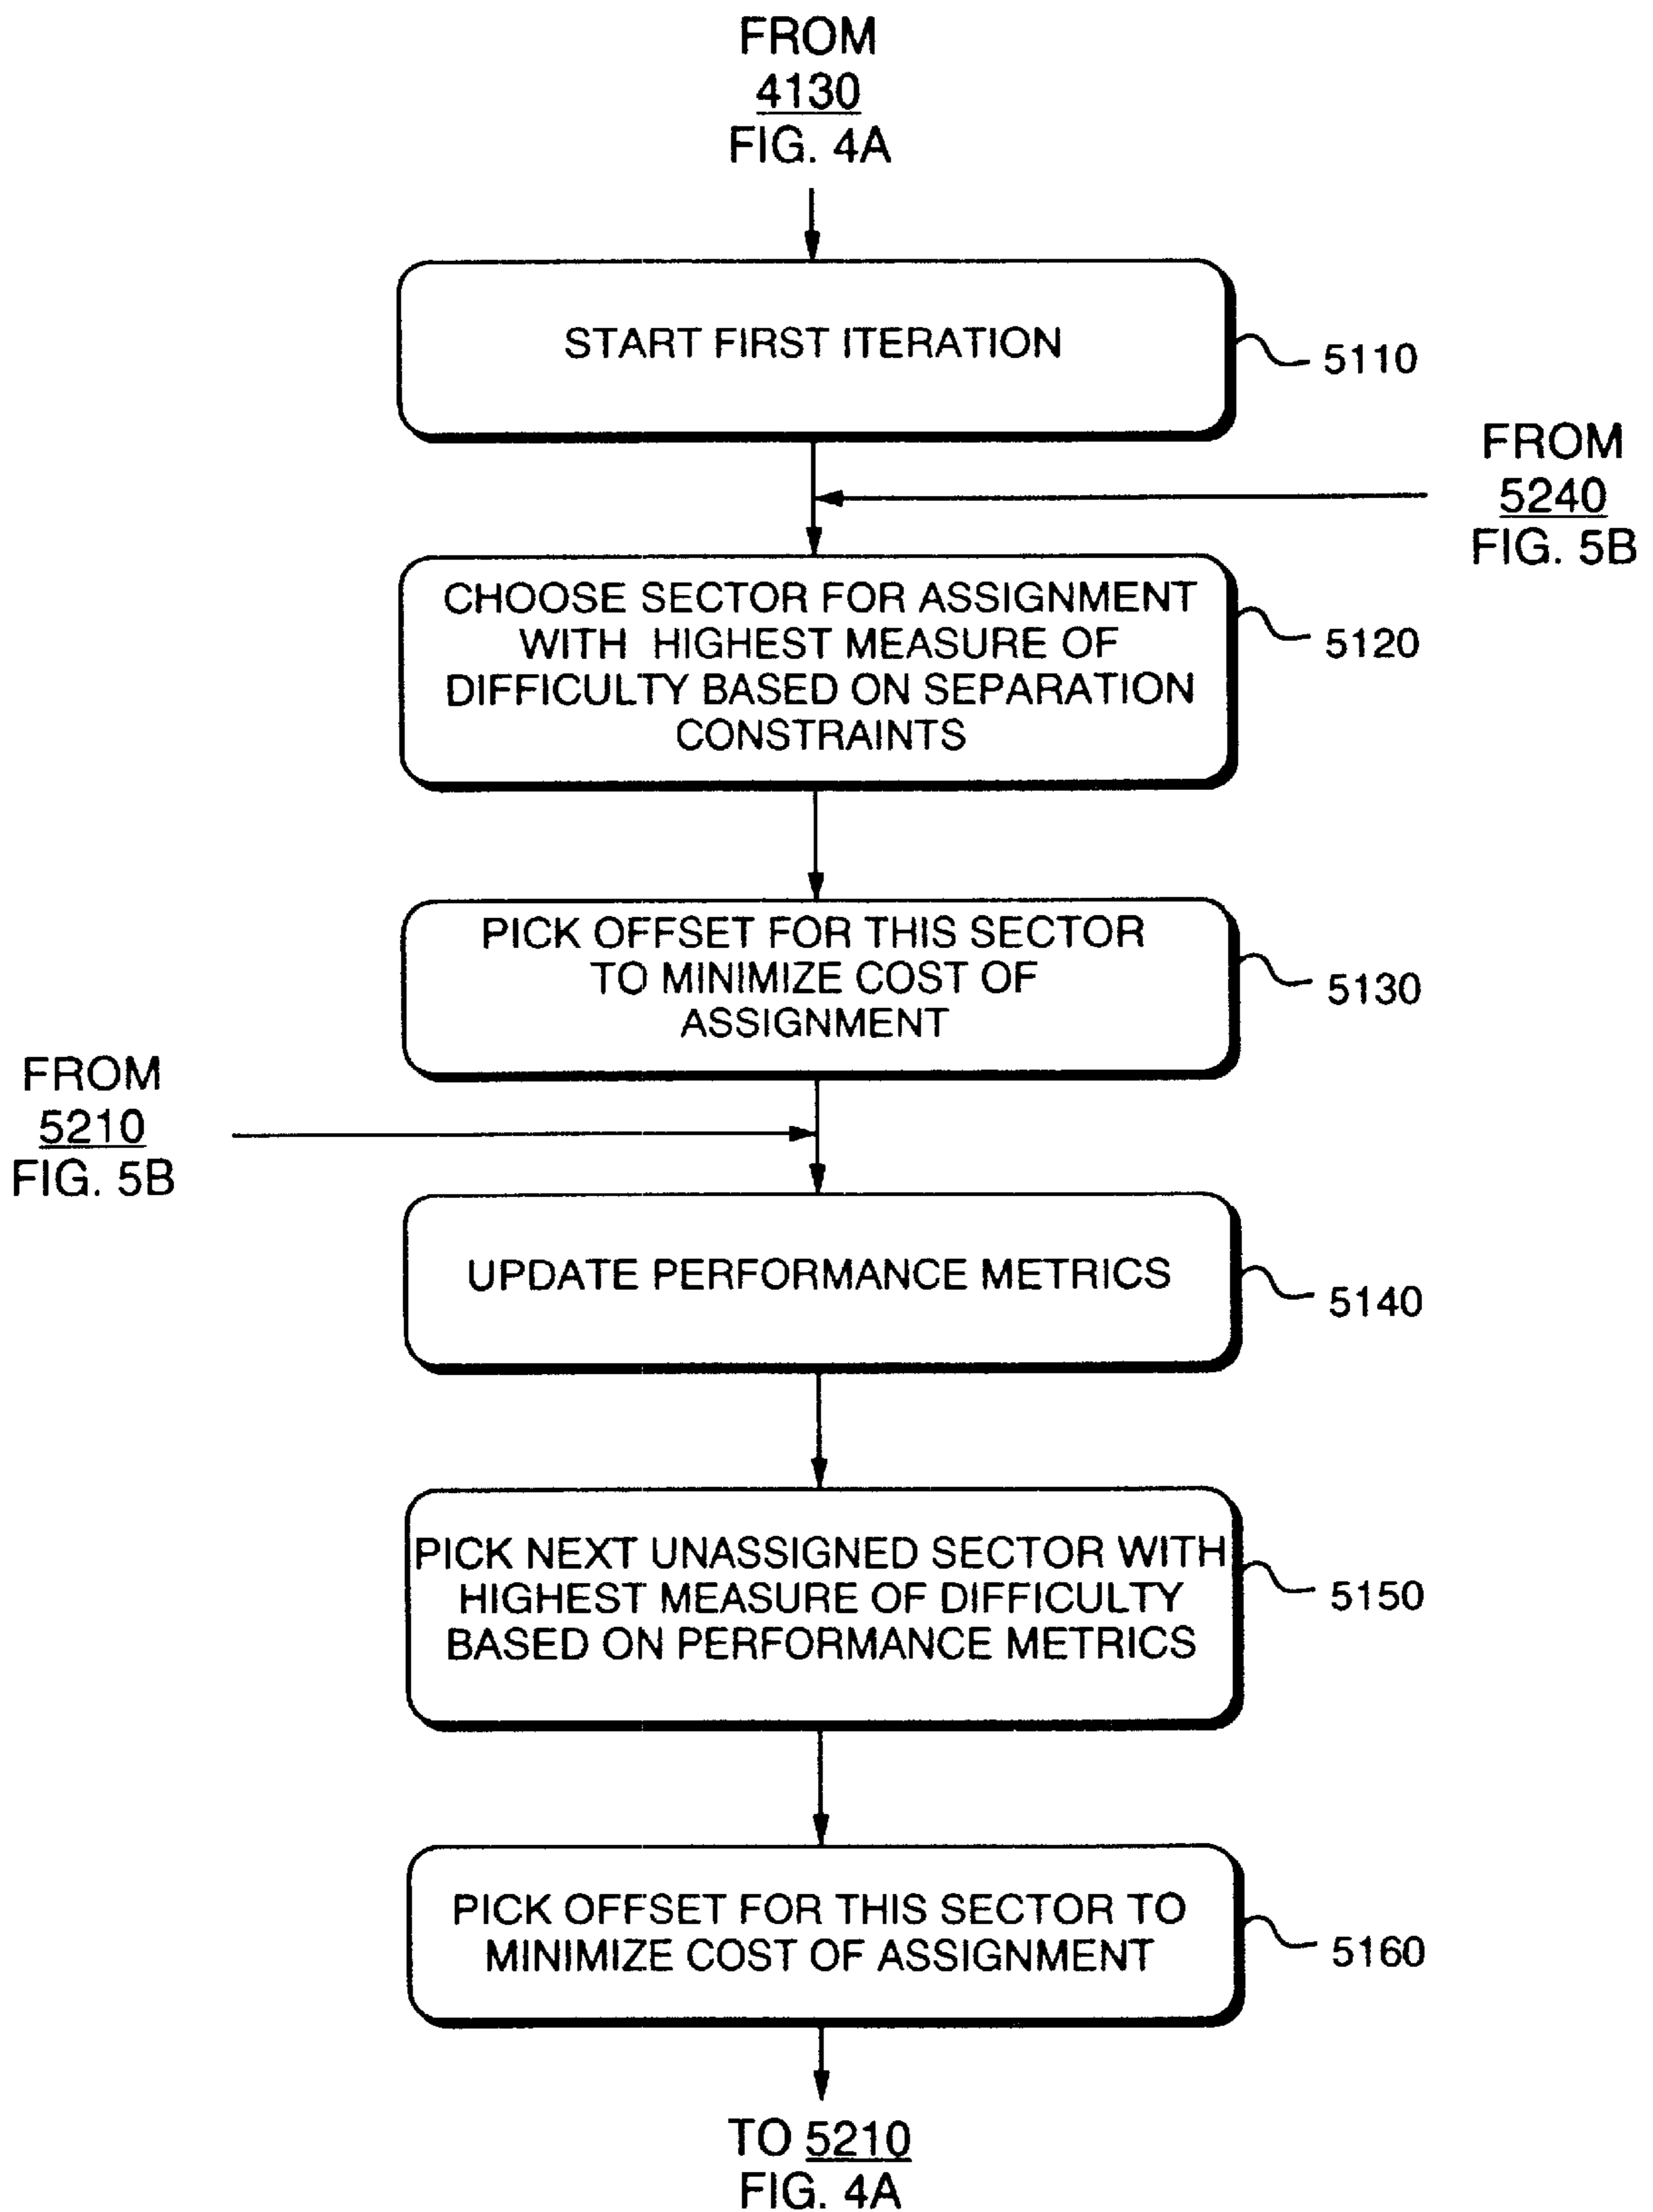 FROM
4130
FIG. 4A
START FIRST ITERATION
5110
FROM
5240
FIG. 5B
CHOOSE SECTOR FOR ASSIGNMENT
WITH HIGHEST MEASURE OF
DIFFICULTY BASED ON SEPARATION
CONSTRAINTS
5120
PICK OFFSET FOR THIS SECTOR
TO MINIMIZE COST OF
ASSIGNMENT
5130
FROM
5210
FIG. 5B
UPDATE PERFORMANCE METRICS
5140
PICK NEXT UNASSIGNED SECTOR WITH
HIGHEST MEASURE OF DIFFICULTY
BASED ON PERFORMANCE METRICS
5150
PICK OFFSET FOR THIS SECTOR TO
MINIMIZE COST OF ASSIGNMENT
5160
TO 5210
FIG. 4A